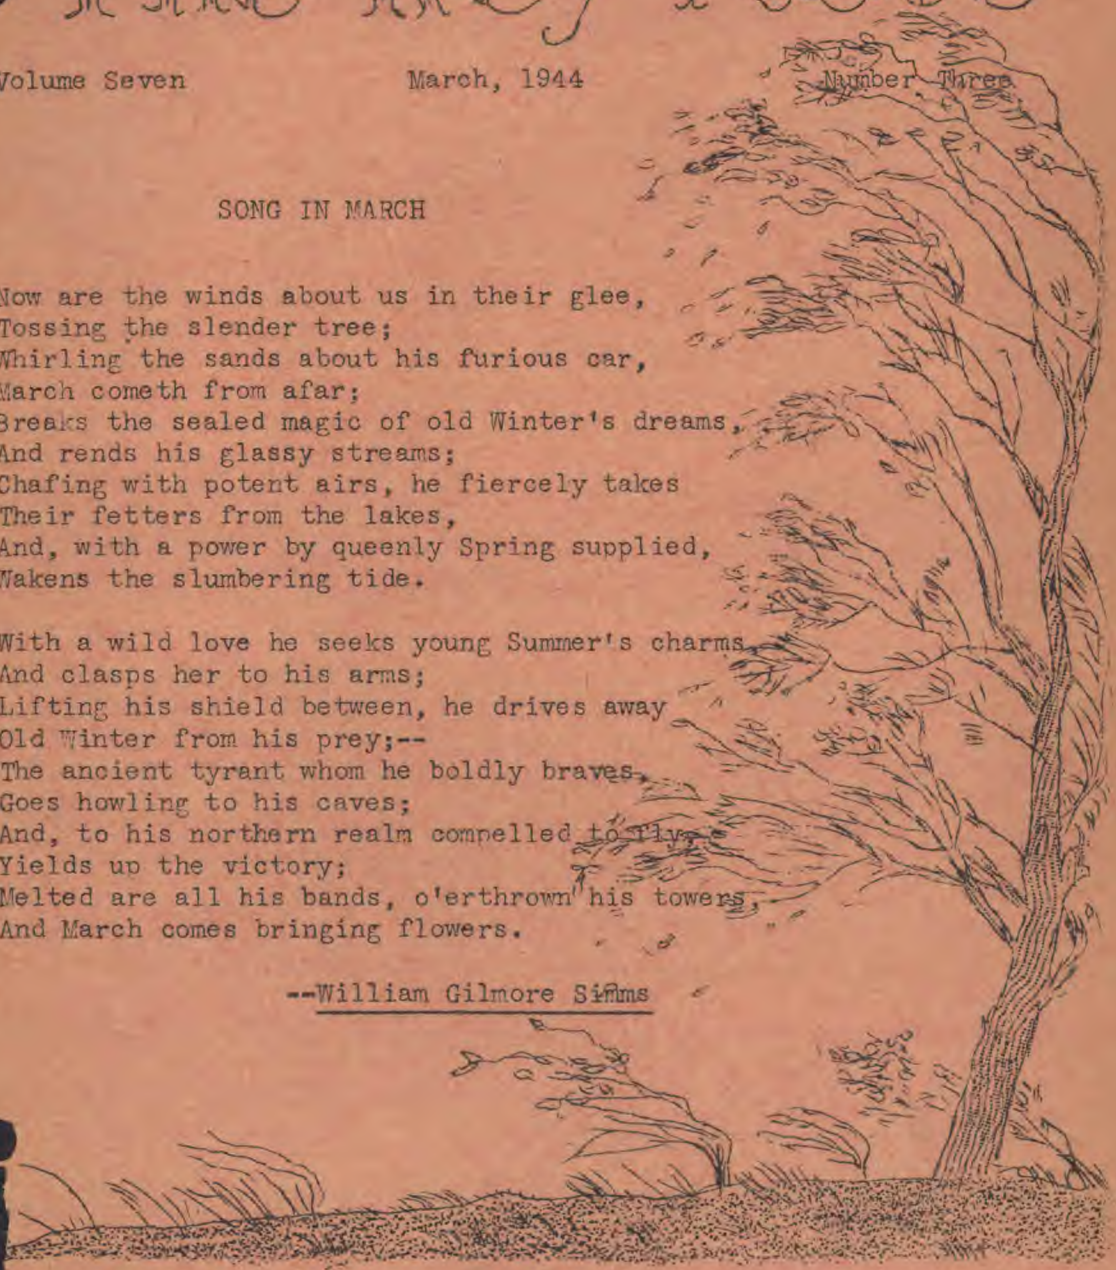 Volume Seven March, 1944 Number Three
SONG IN MARCH
Now are the winds about us in their glee,
Tossing the slender tree;
Whirling the sands about his furious car,
March cometh from afar;
Breaks the sealed magic of old Winter's dreams,
And rends his glassy streams;
Chafing with potent airs, he fiercely takes
Their fetters from the lakes,
And, with a power by queenly Spring supplied,
Wakens the slumbering tide.
With a wild love he seeks young Summer's charms,
And clasps her to his arms;
Lifting his shield between, he drives away
Old Winter from his prey;--
The ancient tyrant whom he boldly braves,
Goes howling to his caves;
And, to his northern realm compelled to fly,
Yields up the victory;
Melted are all his bands, o'erthrown his towers,
And March comes bringing flowers.
--William Gilmore Simms